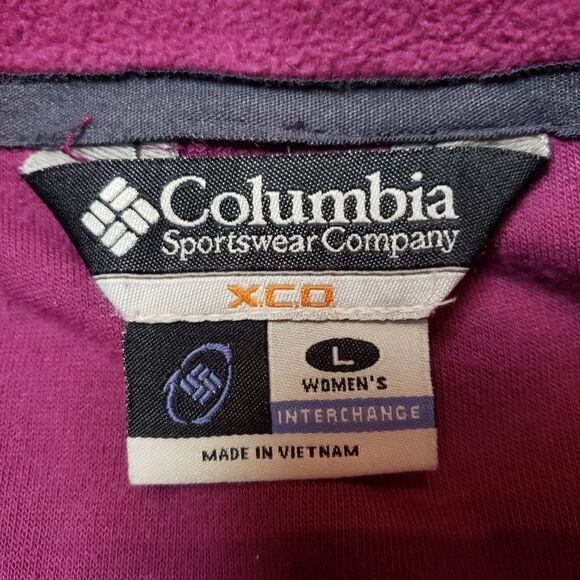 Columbia
Sportswear Company
XCO
L
WOMEN'S
INTERCHANGE
MADE IN VIETNAM